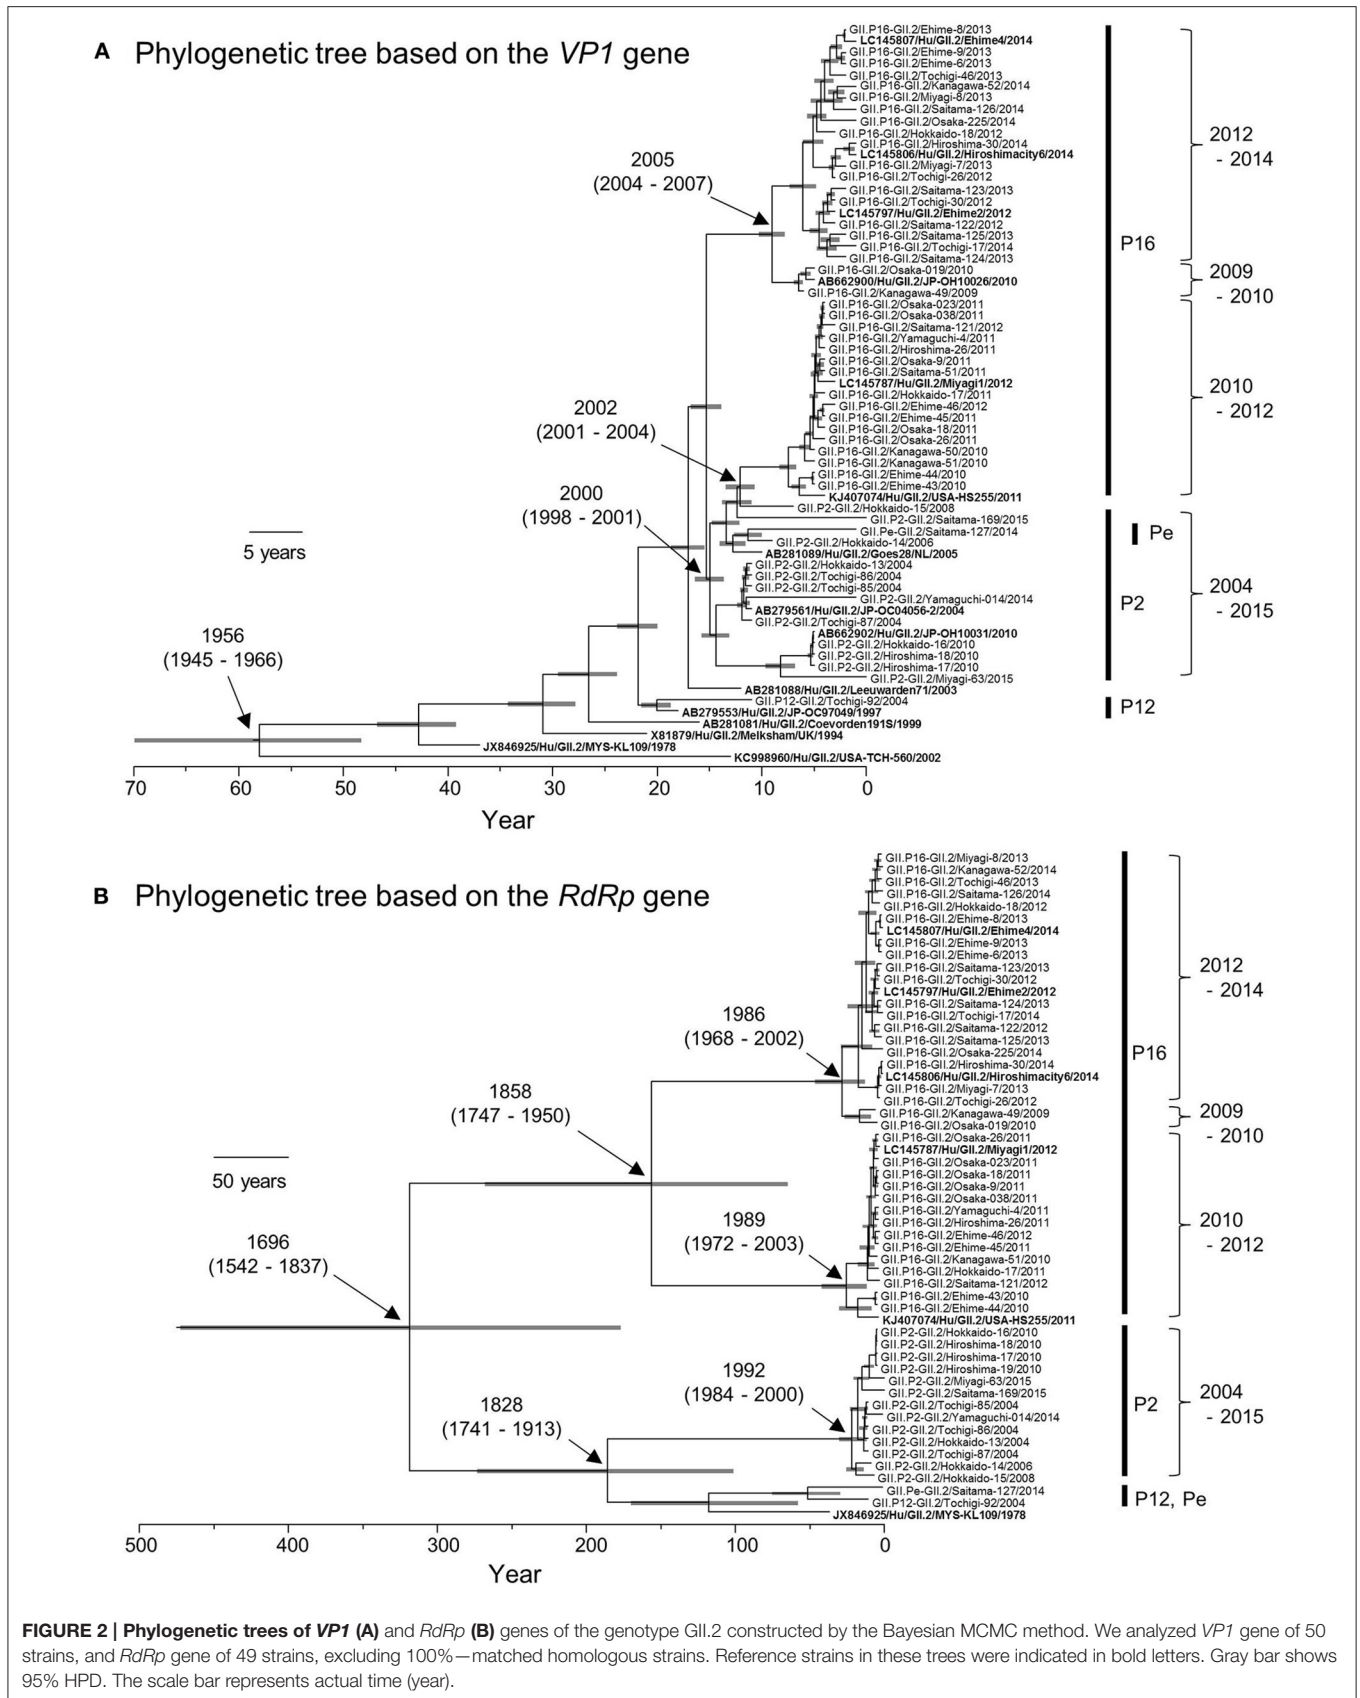 A Phylogenetic tree based on the VP1 gene
GII.P16-GII.2/Ehime-8/2013
LC145807/Hu/GII.2/Ehime4/2014
GII.P16-GII.2/Ehime-9/2013
GII.P16-GII.2/Ehime-6/2013
GII.P16-GII.2/Tochigi-46/2013
GII.P16-GII.2/Kanagawa-52/2014
GII.P16-GII.2/Miyagi-8/2013
GII.P16-GII.2/Saitama-126/2014
GII.P16-GII.2/Osaka-225/2014
GII.P16-GII.2/Hokkaido-18/2012
GII.P16-GII.2/Hiroshima-30/2014
LC145806/Hu/GII.2/Hiroshimacity6/2014
GII.P16-GII.2/Miyagi-7/2013
GII.P16-GII.2/Tochigi-26/2012
GII.P16-GII.2/Saitama-123/2013
GII.P16-GII.2/Tochigi-30/2012
LC145797/Hu/GII.2/Ehime2/2012
GII.P16-GII.2/Saitama-122/2012
GII.P16-GII.2/Saitama-125/2013
GII.P16-GII.2/Tochigi-17/2014
GII.P16-GII.2/Saitama-124/2013
GII.P16-GII.2/Osaka-019/2010
AB662900/Hu/GII.2/JP-OH10026/2010
GII.P16-GII.2/Kanagawa-49/2009
GII.P16-GII.2/Osaka-023/2011
GII.P16-GII.2/Osaka-038/2011
GII.P16-GII.2/Saitama-121/2012
GII.P16-GII.2/Yamaguchi-4/2011
GII.P16-GII.2/Hiroshima-26/2011
GII.P16-GII.2/Osaka-9/2011
GII.P16-GII.2/Saitama-51/2011
LC145787/Hu/GII.2/Miyagi1/2012
GII.P16-GII.2/Hokkaido-17/2011
GII.P16-GII.2/Ehime-46/2012
GII.P16-GII.2/Ehime-45/2011
GII.P16-GII.2/Osaka-18/2011
GII.P16-GII.2/Osaka-26/2011
GII.P16-GII.2/Kanagawa-50/2010
GII.P16-GII.2/Kanagawa-51/2010
GII.P16-GII.2/Ehime-44/2010
GII.P16-GII.2/Ehime-43/2010
KJ407074/Hu/GII.2/USA-HS255/2011
GII.P2-GII.2/Hokkaido-15/2008
GII.P2-GII.2/Saitama-169/2015
GII.Pe-GII.2/Saitama-127/2014
GII.P2-GII.2/Hokkaido-14/2006
AB281089/Hu/GII.2/Goes28/NL/2005
GII.P2-GII.2/Hokkaido-13/2004
GII.P2-GII.2/Tochigi-86/2004
GII.P2-GII.2/Tochigi-85/2004
GII.P2-GII.2/Yamaguchi-014/2014
AB279561/Hu/GII.2/JP-OC04056-2/2004
GII.P2-GII.2/Tochigi-87/2004
AB662902/Hu/GII.2/JP-OH10031/2010
GII.P2-GII.2/Hokkaido-16/2010
GII.P2-GII.2/Hiroshima-18/2010
GII.P2-GII.2/Hiroshima-17/2010
GII.P2-GII.2/Miyagi-63/2015
AB281088/Hu/GII.2/Leeuwarden71/2003
GII.P12-GII.2/Tochigi-92/2004
AB279553/Hu/GII.2/JP-OC97049/1997
AB281081/Hu/GII.2/Coevorden191S/1999
X81879/Hu/GII.2/Melksham/UK/1994
JX846925/Hu/GII.2/MYS-KL109/1978
KC998960/Hu/GII.2/USA-TCH-560/2002
2005
(2004 - 2007)
2002
(2001 - 2004)
2000
(1998 - 2001)
1956
(1945 - 1966)
5 years
P16
Pe
P2
P12
2012
- 2014
2009
- 2010
2010
- 2012
2004
- 2015
70 60 50 40 30 20 10 0
Year
B Phylogenetic tree based on the RdRp gene
GII.P16-GII.2/Miyagi-8/2013
GII.P16-GII.2/Kanagawa-52/2014
GII.P16-GII.2/Tochigi-46/2013
GII.P16-GII.2/Saitama-126/2014
GII.P16-GII.2/Hokkaido-18/2012
GII.P16-GII.2/Ehime-8/2013
LC145807/Hu/GII.2/Ehime4/2014
GII.P16-GII.2/Ehime-9/2013
GII.P16-GII.2/Ehime-6/2013
GII.P16-GII.2/Saitama-123/2013
GII.P16-GII.2/Tochigi-30/2012
LC145797/Hu/GII.2/Ehime2/2012
GII.P16-GII.2/Saitama-124/2013
GII.P16-GII.2/Tochigi-17/2014
GII.P16-GII.2/Saitama-122/2012
GII.P16-GII.2/Saitama-125/2013
GII.P16-GII.2/Osaka-225/2014
GII.P16-GII.2/Hiroshima-30/2014
LC145806/Hu/GII.2/Hiroshimacity6/2014
GII.P16-GII.2/Miyagi-7/2013
GII.P16-GII.2/Tochigi-26/2012
GII.P16-GII.2/Kanagawa-49/2009
GII.P16-GII.2/Osaka-019/2010
GII.P16-GII.2/Osaka-26/2011
LC145787/Hu/GII.2/Miyagi1/2012
GII.P16-GII.2/Osaka-023/2011
GII.P16-GII.2/Osaka-18/2011
GII.P16-GII.2/Osaka-9/2011
GII.P16-GII.2/Osaka-038/2011
GII.P16-GII.2/Yamaguchi-4/2011
GII.P16-GII.2/Hiroshima-26/2011
GII.P16-GII.2/Ehime-46/2012
GII.P16-GII.2/Ehime-45/2011
GII.P16-GII.2/Kanagawa-51/2010
GII.P16-GII.2/Hokkaido-17/2011
GII.P16-GII.2/Saitama-121/2012
GII.P16-GII.2/Ehime-43/2010
GII.P16-GII.2/Ehime-44/2010
KJ407074/Hu/GII.2/USA-HS255/2011
GII.P2-GII.2/Hokkaido-16/2010
GII.P2-GII.2/Hiroshima-18/2010
GII.P2-GII.2/Hiroshima-17/2010
GII.P2-GII.2/Hiroshima-19/2010
GII.P2-GII.2/Miyagi-63/2015
GII.P2-GII.2/Saitama-169/2015
GII.P2-GII.2/Tochigi-85/2004
GII.P2-GII.2/Yamaguchi-014/2014
GII.P2-GII.2/Tochigi-86/2004
GII.P2-GII.2/Hokkaido-13/2004
GII.P2-GII.2/Tochigi-87/2004
GII.P2-GII.2/Hokkaido-14/2006
GII.P2-GII.2/Hokkaido-15/2008
GII.Pe-GII.2/Saitama-127/2014
GII.P12-GII.2/Tochigi-92/2004
JX846925/Hu/GII.2/MYS-KL109/1978
1986
(1968 - 2002)
1858
(1747 - 1950)
1989
(1972 - 2003)
1696
(1542 - 1837)
1992
(1984 - 2000)
1828
(1741 - 1913)
50 years
P16
P2
P12, Pe
2012
- 2014
2009
- 2010
2010
- 2012
2004
- 2015
500 400 300 200 100 0
Year
FIGURE 2 | Phylogenetic trees of VP1 (A) and RdRp (B) genes of the genotype GII.2 constructed by the Bayesian MCMC method. We analyzed VP1 gene of 50
strains, and RdRp gene of 49 strains, excluding 100%—matched homologous strains. Reference strains in these trees were indicated in bold letters. Gray bar shows
95% HPD. The scale bar represents actual time (year).